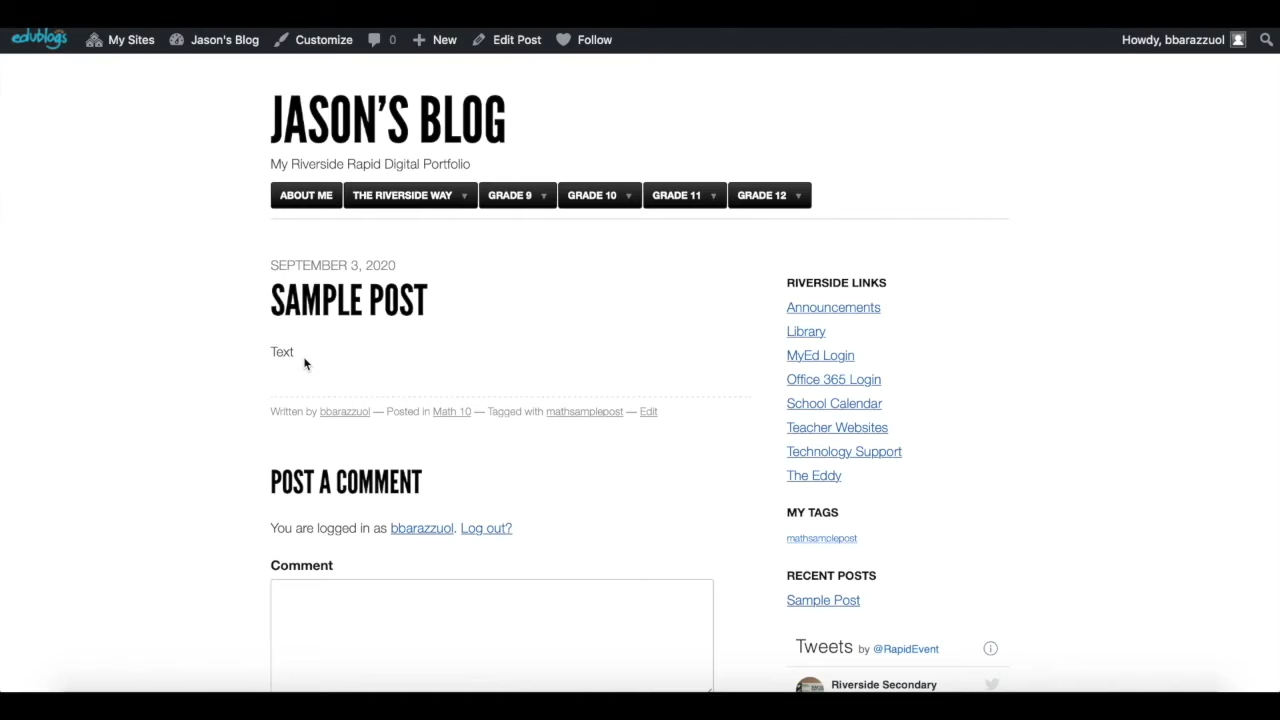 edublogs My Sites Jason's Blog Customize 0 New Edit Post Follow Howdy, bbarazzuol
JASON'S BLOG
My Riverside Rapid Digital Portfolio
ABOUT ME THE RIVERSIDE WAY GRADE 9 GRADE 10 GRADE 11 GRADE 12
SEPTEMBER 3, 2020
SAMPLE POST
Text
Written by bbarazzuol — Posted in Math 10 — Tagged with mathsamplepost — Edit
POST A COMMENT
You are logged in as bbarazzuol. Log out?
Comment
RIVERSIDE LINKS
Announcements
Library
MyEd Login
Office 365 Login
School Calendar
Teacher Websites
Technology Support
The Eddy
MY TAGS
mathsamplepost
RECENT POSTS
Sample Post
Tweets by @RapidEvent
Riverside Secondary